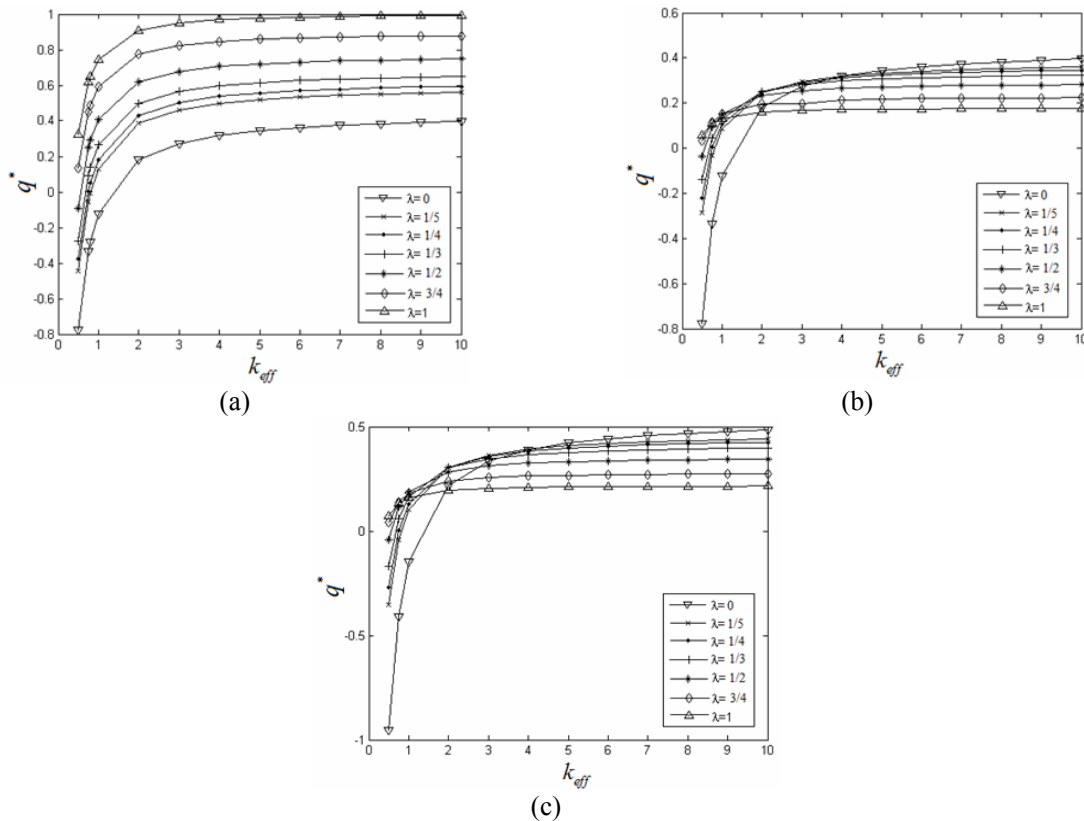 1
0.8
0.6
0.4
0.2
0
-0.2
-0.4
-0.6
-0.8
q*
0 1 2 3 4 5 6 7 8 9 10
k_eff
λ= 0
λ= 1/5
λ= 1/4
λ= 1/3
λ= 1/2
λ= 3/4
λ=1
(a)
0.6
0.4
0.2
0
-0.2
-0.4
-0.6
-0.8
q*
0 1 2 3 4 5 6 7 8 9 10
k_eff
λ= 0
λ= 1/5
λ= 1/4
λ= 1/3
λ= 1/2
λ= 3/4
λ=1
(b)
0.5
0
-0.5
-1
q*
0 1 2 3 4 5 6 7 8 9 10
k_eff
λ= 0
λ= 1/5
λ= 1/4
λ= 1/3
λ= 1/2
λ= 3/4
λ=1
(c)